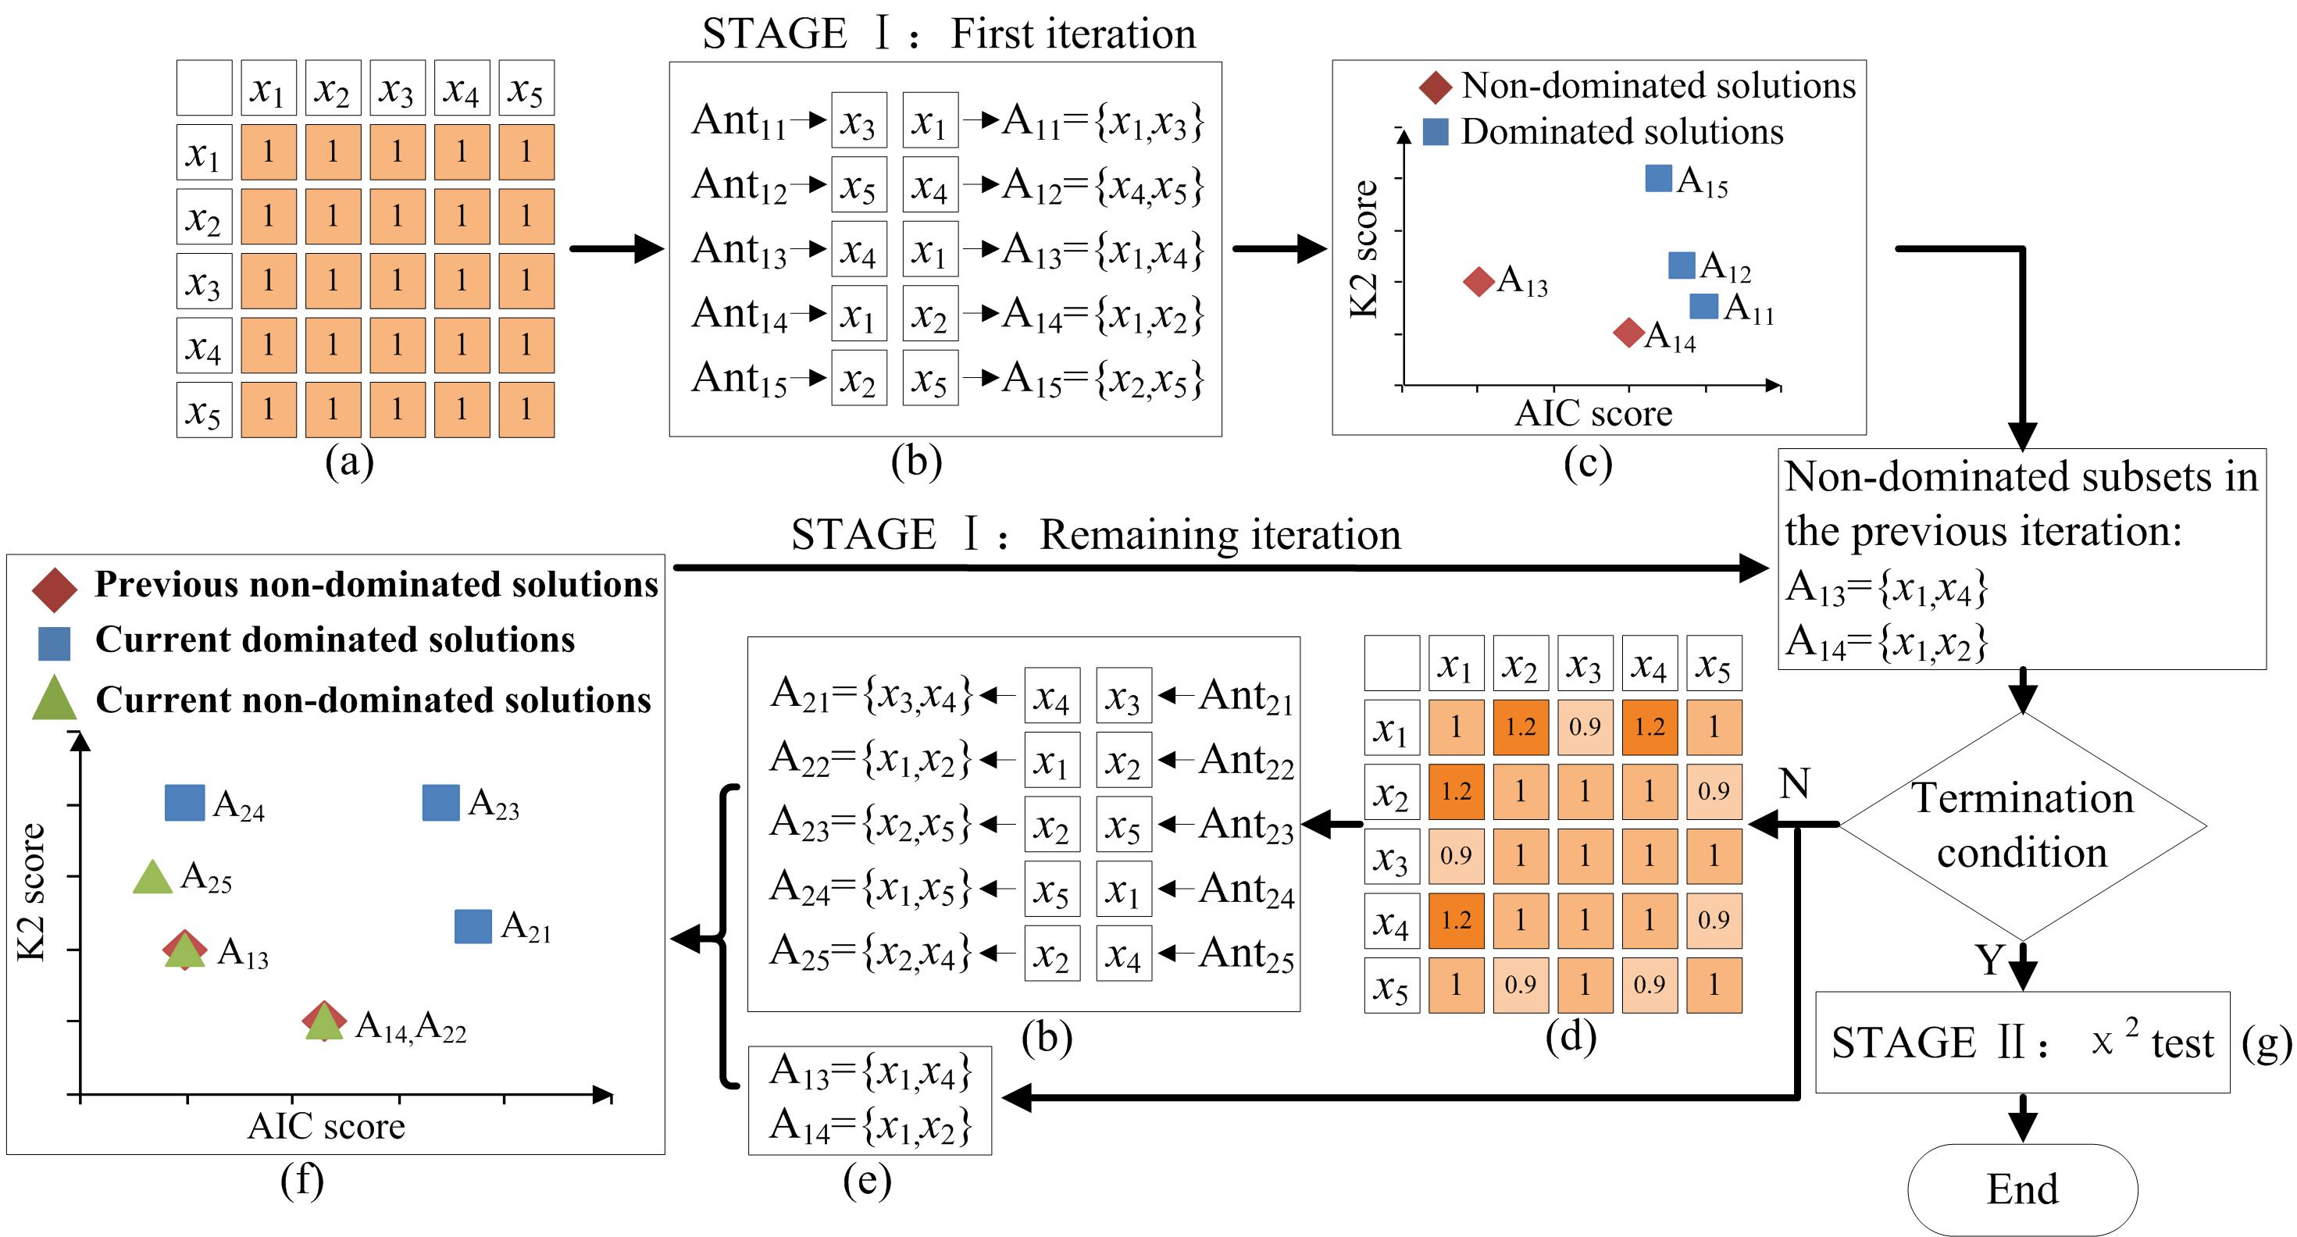 STAGE Ⅰ： First iteration
x1 x2 x3 x4 x5
x1 1 1 1 1 1
x2 1 1 1 1 1
x3 1 1 1 1 1
x4 1 1 1 1 1
x5 1 1 1 1 1
(a)
Ant11 x3 x1 A11={x1,x3}
Ant12 x5 x4 A12={x4,x5}
Ant13 x4 x1 A13={x1,x4}
Ant14 x1 x2 A14={x1,x2}
Ant15 x2 x5 A15={x2,x5}
(b)
Non-dominated solutions
Dominated solutions
K2 score
A15
A12
A13
A11
A14
AIC score
(c)
Non-dominated subsets in
the previous iteration:
A13={x1,x4}
A14={x1,x2}
STAGE Ⅰ： Remaining iteration
Termination
condition
N
Y
x1 x2 x3 x4 x5
x1 1 1.2 0.9 1.2 1
x2 1.2 1 1 1 0.9
x3 0.9 1 1 1 1
x4 1.2 1 1 1 0.9
x5 1 0.9 1 0.9 1
(d)
A21={x3,x4} x4 x3 Ant21
A22={x1,x2} x1 x2 Ant22
A23={x2,x5} x2 x5 Ant23
A24={x1,x5} x5 x1 Ant24
A25={x2,x4} x2 x4 Ant25
(b)
A13={x1,x4}
A14={x1,x2}
(e)
Previous non-dominated solutions
Current dominated solutions
Current non-dominated solutions
K2 score
A24
A23
A25
A21
A13
A14,A22
AIC score
(f)
STAGE Ⅱ： χ2 test
(g)
End